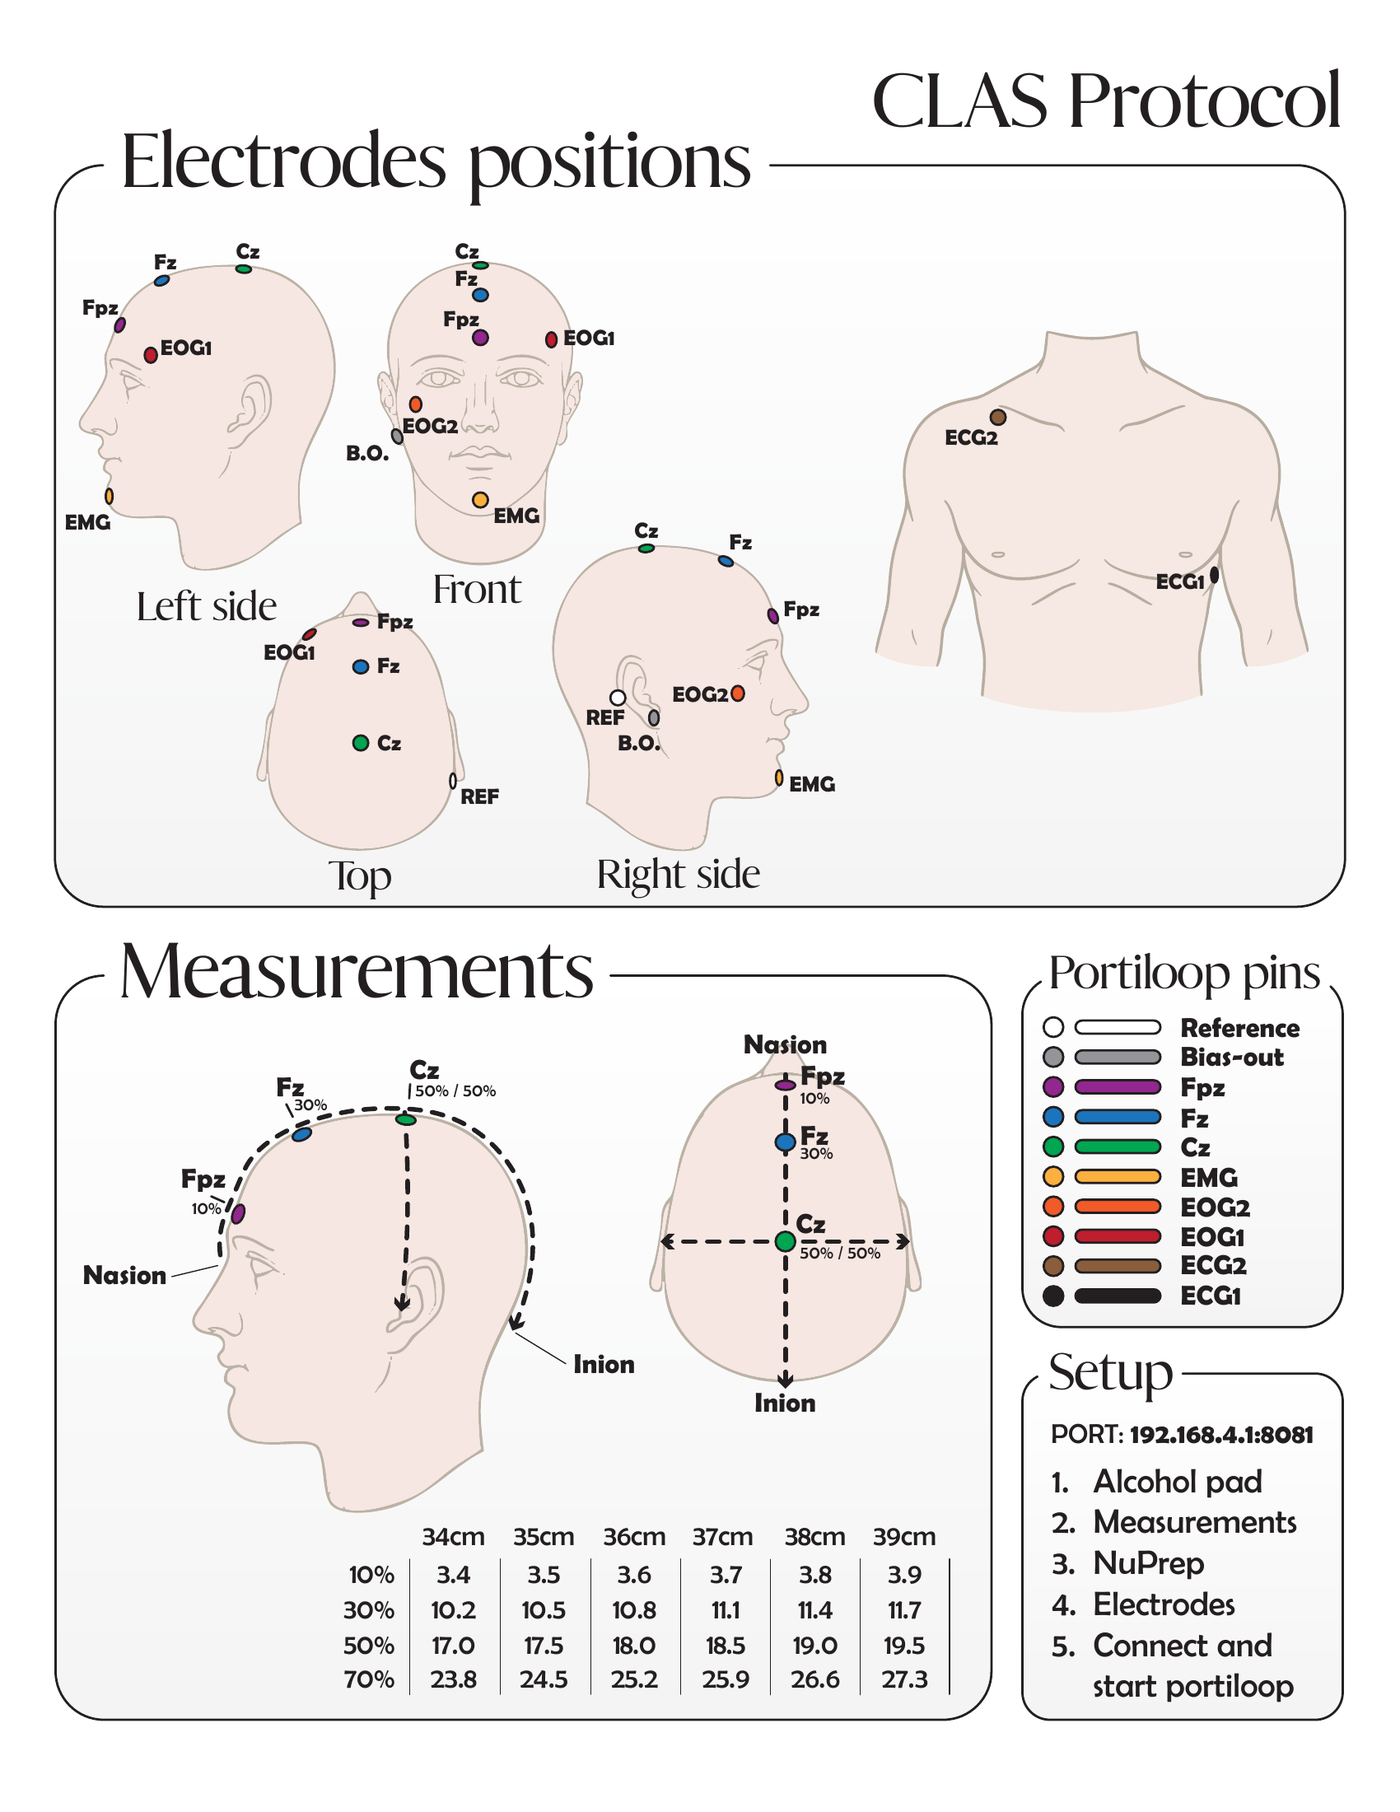 CLAS Protocol
Electrodes positions
Fz
Cz
Fpz
EOG1
EMG
Left side
Cz
Fz
Fpz
EOG1
EOG2
B.O.
EMG
Front
Fpz
EOG1
Fz
Cz
REF
Top
Cz
Fz
Fpz
EOG2
REF
B.O.
EMG
Right side
ECG2
ECG1
Measurements
Cz
50% / 50%
Fz
30%
Fpz
10%
Nasion
Inion
Nasion
Fpz
10%
Fz
30%
Cz
50% / 50%
Inion
34cm 35cm 36cm 37cm 38cm 39cm
10% 3.4 3.5 3.6 3.7 3.8 3.9
30% 10.2 10.5 10.8 11.1 11.4 11.7
50% 17.0 17.5 18.0 18.5 19.0 19.5
70% 23.8 24.5 25.2 25.9 26.6 27.3
Portiloop pins
Reference
Bias-out
Fpz
Fz
Cz
EMG
EOG2
EOG1
ECG2
ECG1
Setup
PORT: 192.168.4.1:8081
1. Alcohol pad
2. Measurements
3. NuPrep
4. Electrodes
5. Connect and
start portiloop